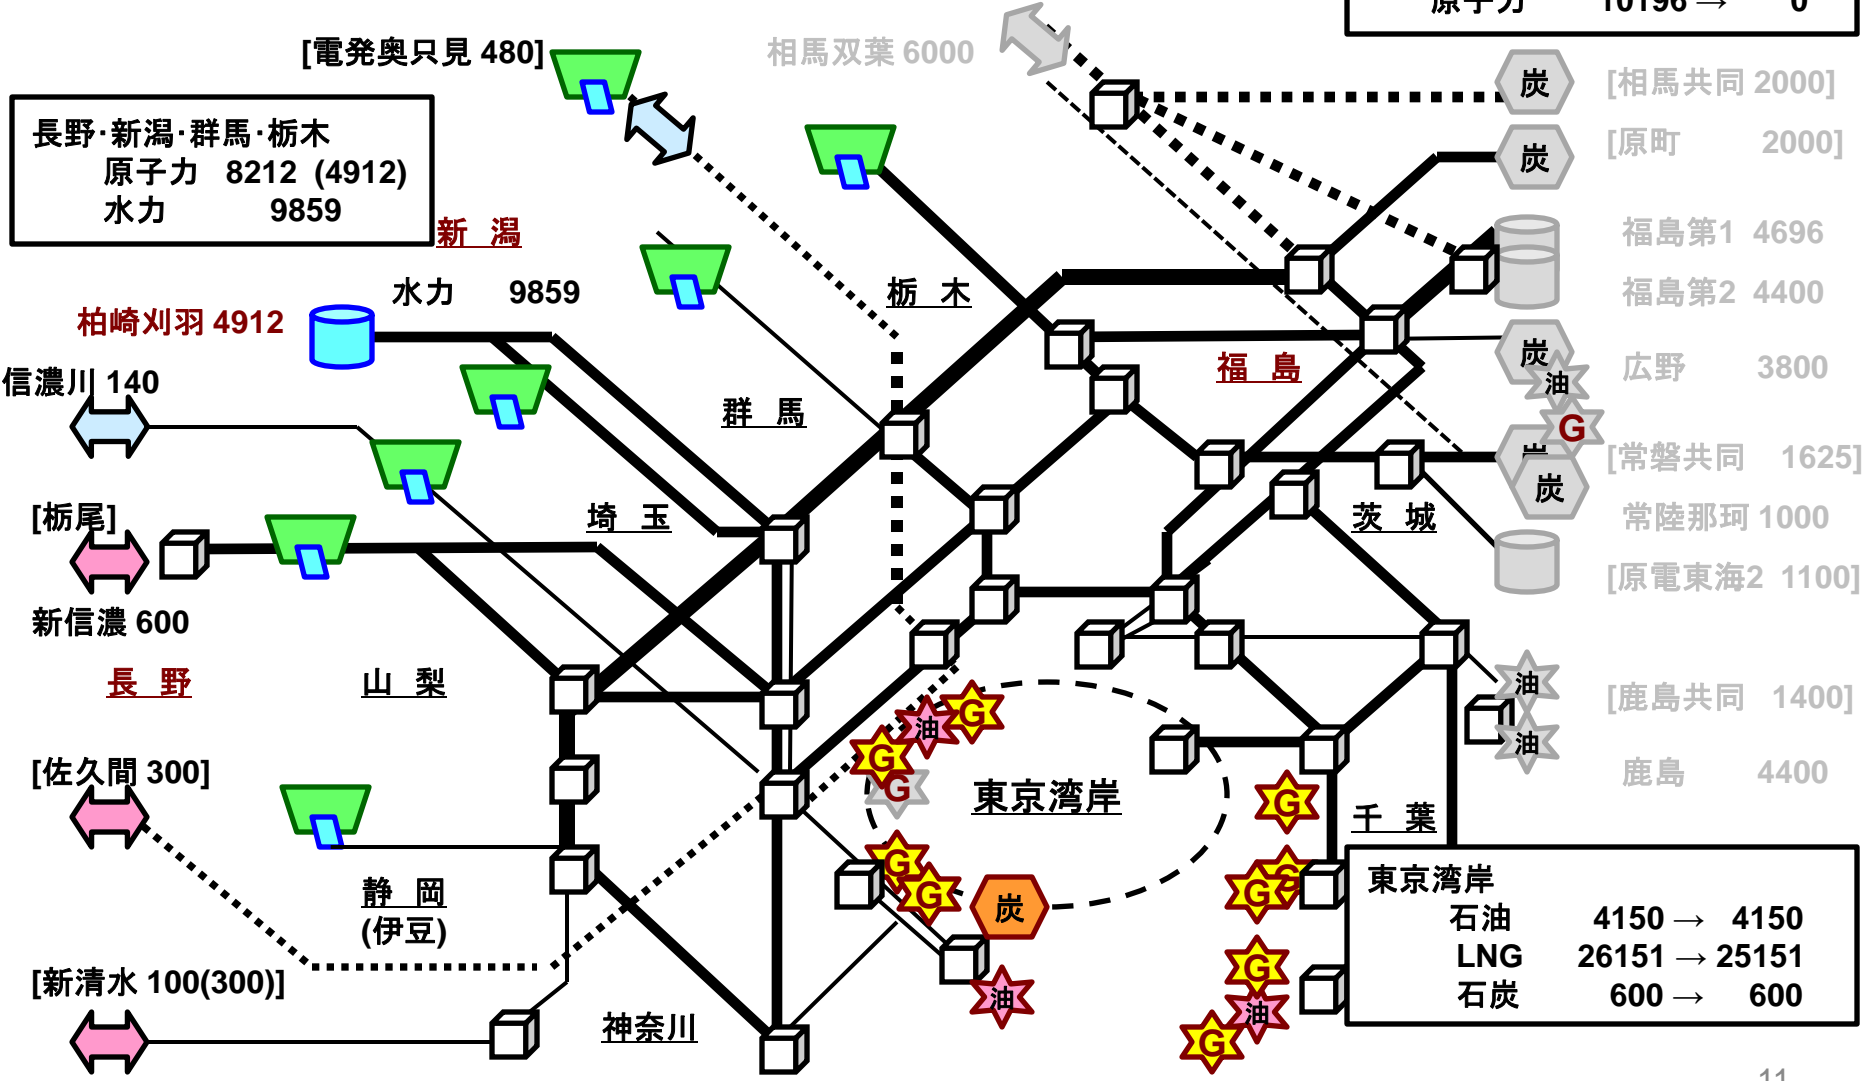 原子力 10196→ 0
[電発奥只見 480]
相馬双葉 6000
炭
[相馬共同 2000]
長野･新潟･群馬･栃木
原子力 8212 (4912)
水力 9859
炭
[原町 2000]
新 潟
福島第1 4696
水力 9859
栃 木
福島第2 4400
柏崎刈羽 4912
炭
油
福 島
広野 3800
信濃川 140
群 馬
G
炭
[常磐共同 1625]
炭
[栃尾]
埼 玉
茨 城
常陸那珂 1000
[原電東海2 1100]
新信濃 600
長 野
山 梨
油
[鹿島共同 1400]
G
油
油
G
G
[佐久間 300]
東京湾岸
鹿島 4400
G
千 葉
G
G
G
G
静 岡
(伊豆)
炭
東京湾岸
石油 4150→ 4150
LNG 26151→25151
石炭 600→ 600
G
[新清水 100(300)]
油
油
神奈川
G
11